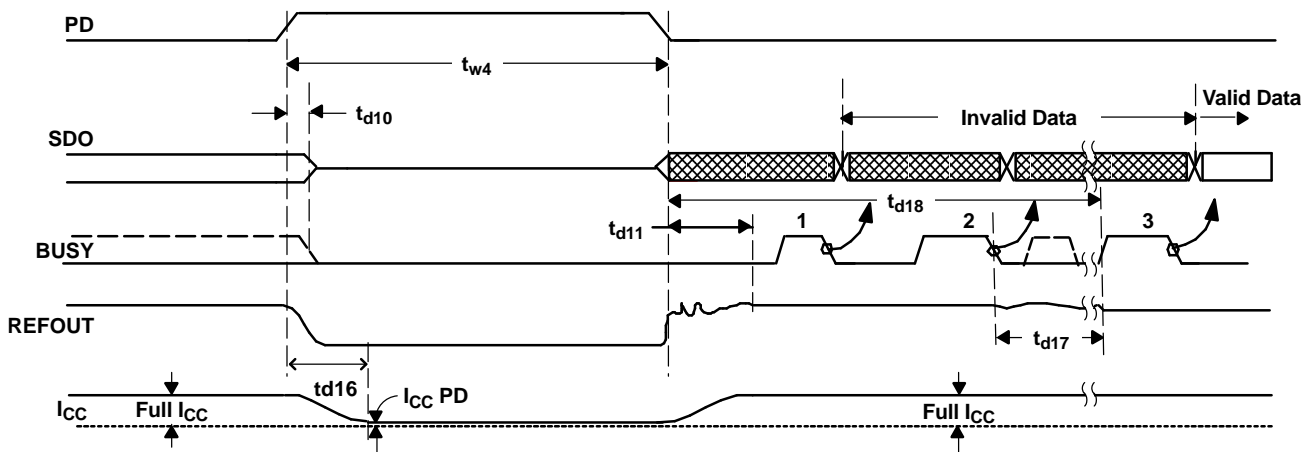 PD
tw4
td10
Valid Data
Invalid Data
SDO
td18
1
2
3
td11
BUSY
REFOUT
td17
td16
ICC PD
ICC
Full ICC
Full ICC